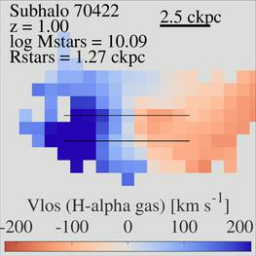 Subhalo 70422
z = 1.00
log Mstars = 10.09
Rstars = 1.27 ckpc
2.5 ckpc
Vlos (H-alpha gas) [km s⁻¹]
-200 -100 0 100 200